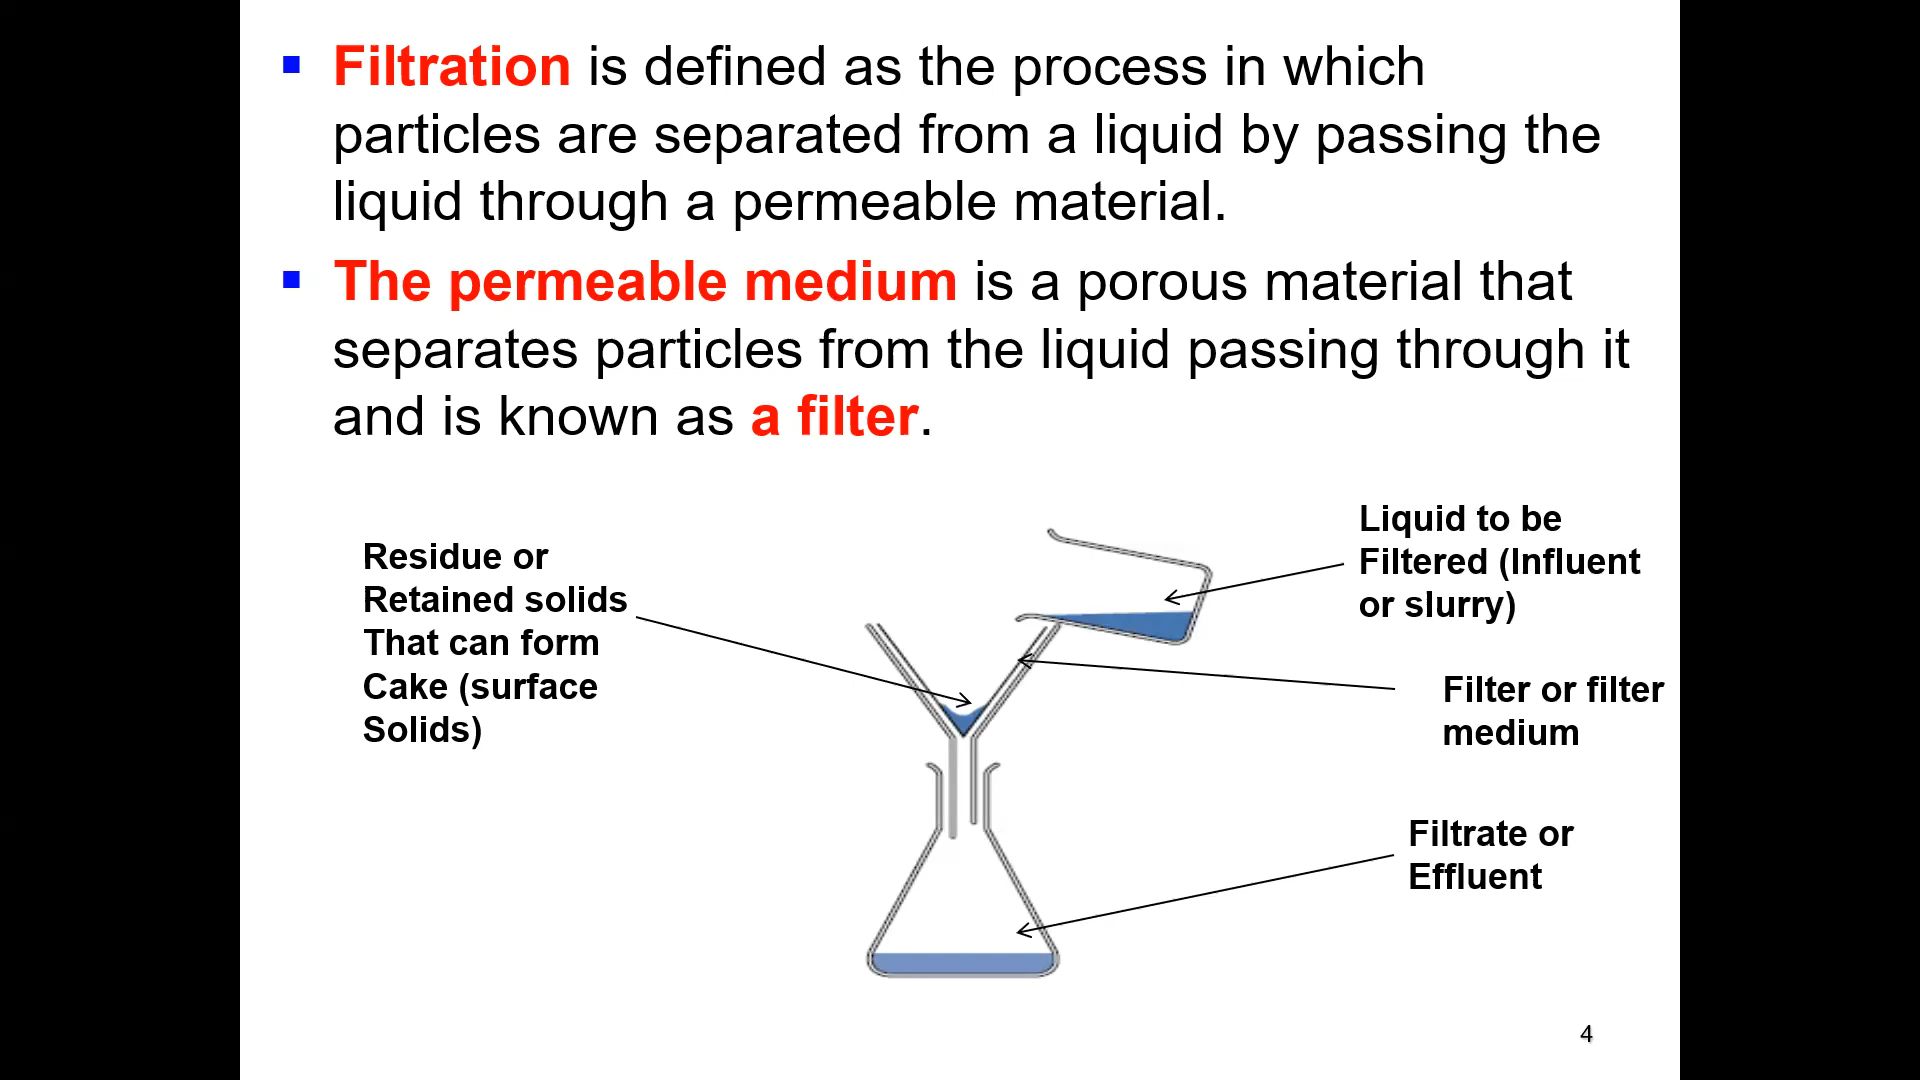 Filtration is defined as the process in which
particles are separated from a liquid by passing the
liquid through a permeable material.
The permeable medium is a porous material that
separates particles from the liquid passing through it
and is known as a filter.
Residue or
Retained solids
That can form
Cake (surface
Solids)
Liquid to be
Filtered (Influent
or slurry)
Filter or filter
medium
Filtrate or
Effluent
4